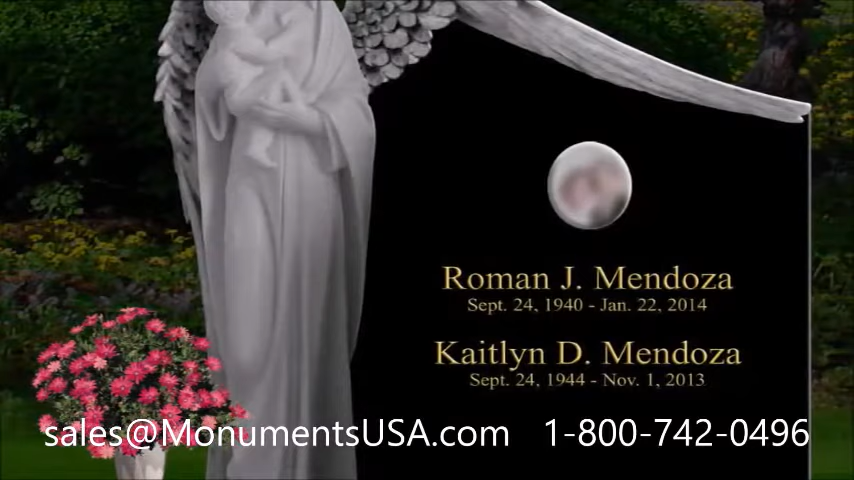 Roman J. Mendoza
Sept. 24, 1940 - Jan. 22, 2014
Kaitlyn D. Mendoza
Sept. 24, 1944 - Nov. 1, 2013
sales@MonumentsUSA.com 1-800-742-0496